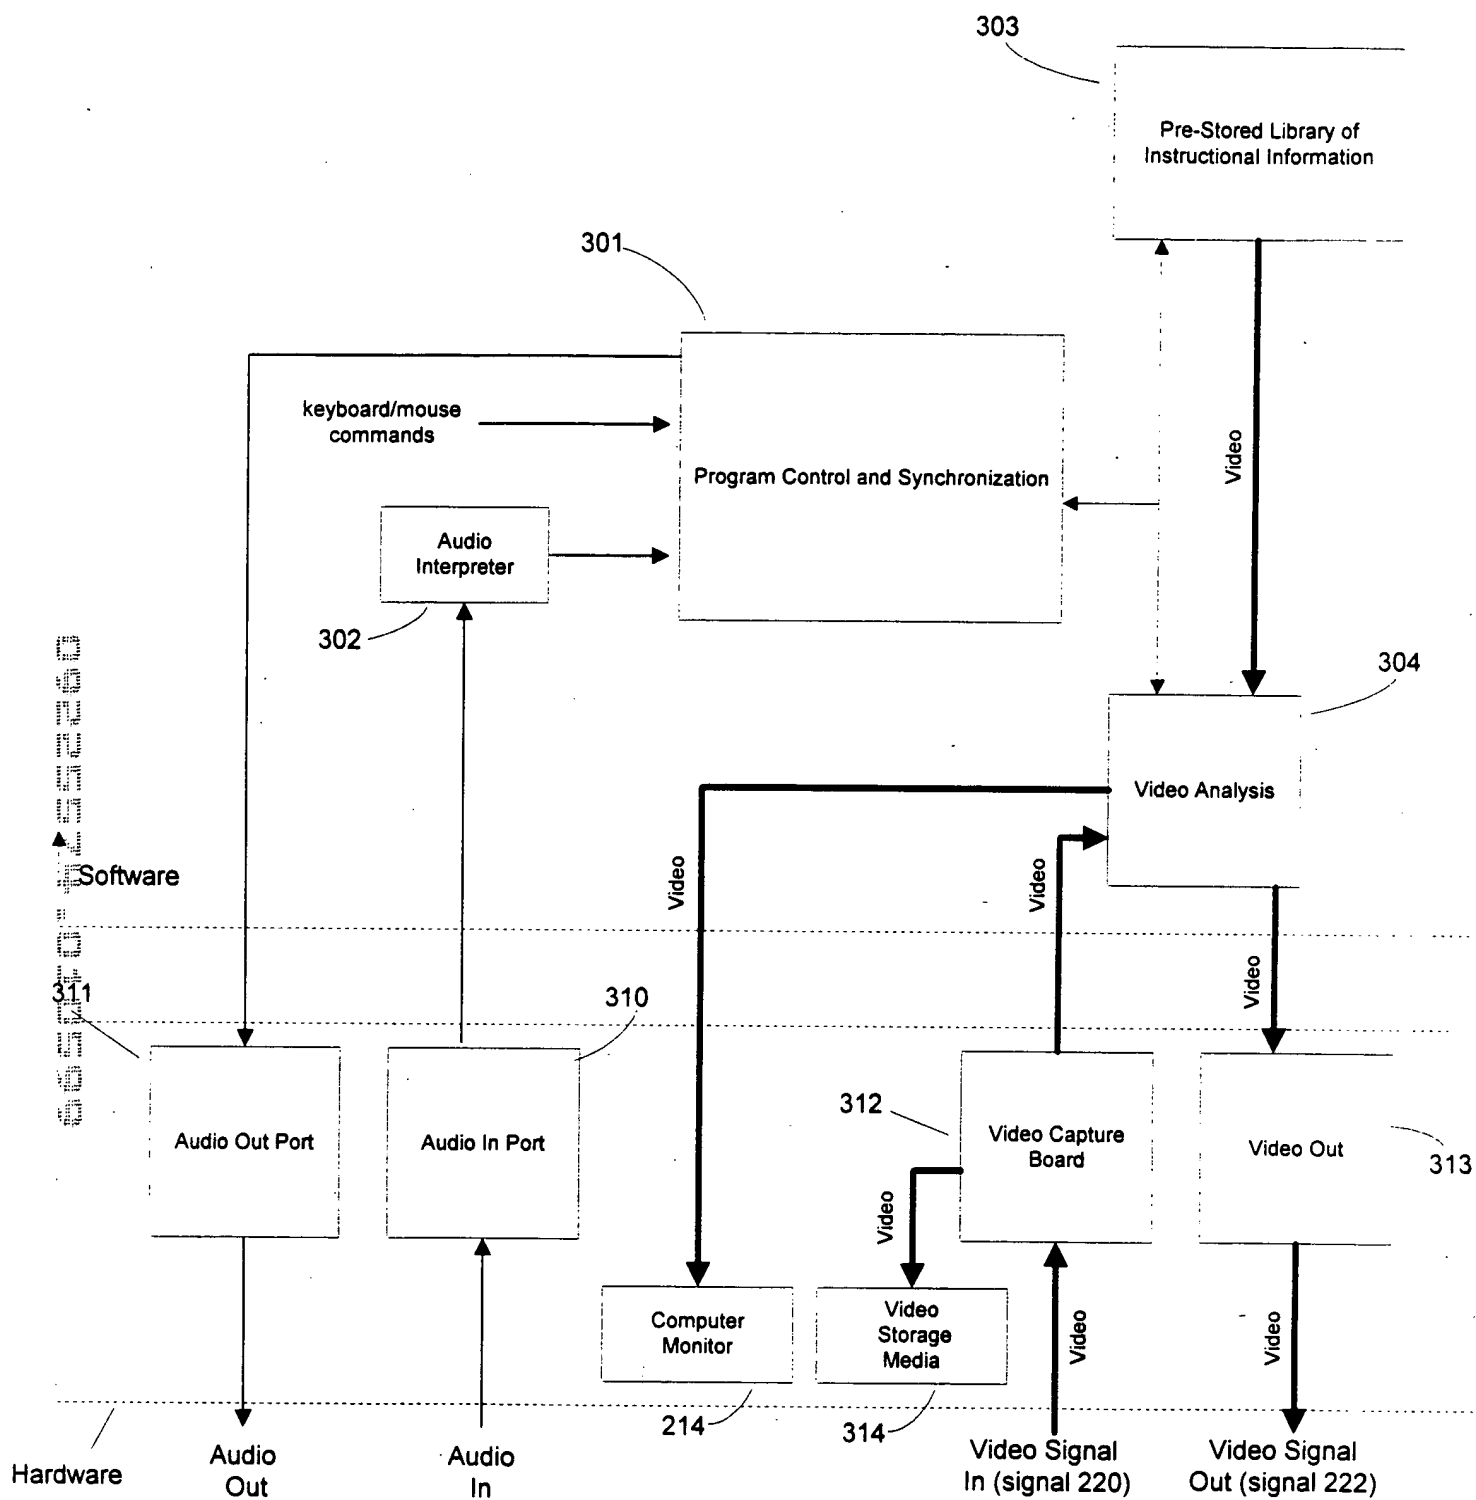 303
Pre-Stored Library of
Instructional Information
301
keyboard/mouse
commands
Program Control and Synchronization
Video
Audio
Interpreter
302
304
Video Analysis
Software
Video
Video
Video
311
310
312
313
Audio Out Port
Audio In Port
Video Capture
Board
Video Out
Video
Computer
Monitor
Video
Storage
Media
Video
Video
214
314
Hardware
Audio
Out
Audio
In
Video Signal
In (signal 220)
Video Signal
Out (signal 222)